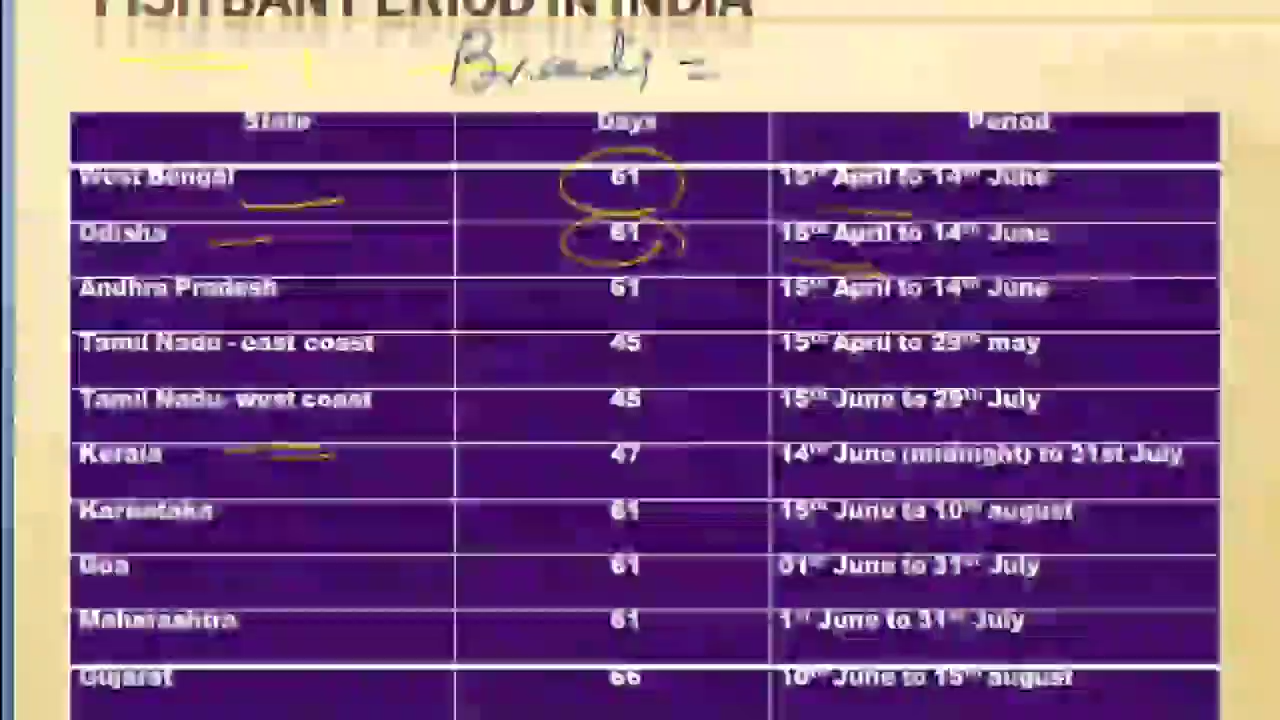 FISH BAN PERIOD IN INDIA
State Days Period
West Bengal 61 15th April to 14th June
Odisha 61 15th April to 14th June
Andhra Pradesh 61 15th April to 14th June
Tamil Nadu - east coast 45 15th April to 29th may
Tamil Nadu- west coast 45 15th June to 29th July
Kerala 47 14th June (midnight) to 31st July
Karnataka 61 15th June to 10th august
Goa 61 01st June to 31st July
Maharashtra 61 1st June to 31st July
Gujarat 66 10th June to 15th august